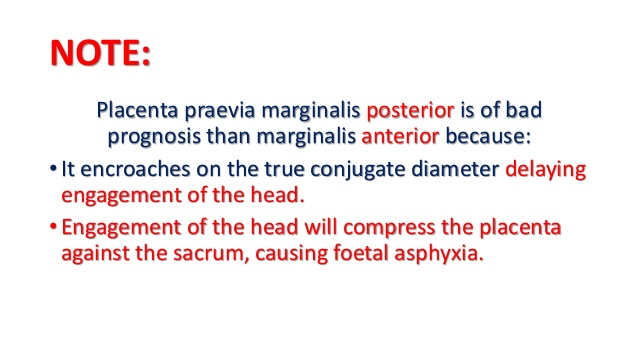 NOTE:
Placenta praevia marginalis posterior is of bad
prognosis than marginalis anterior because:
• It encroaches on the true conjugate diameter delaying
engagement of the head.
• Engagement of the head will compress the placenta
against the sacrum, causing foetal asphyxia.